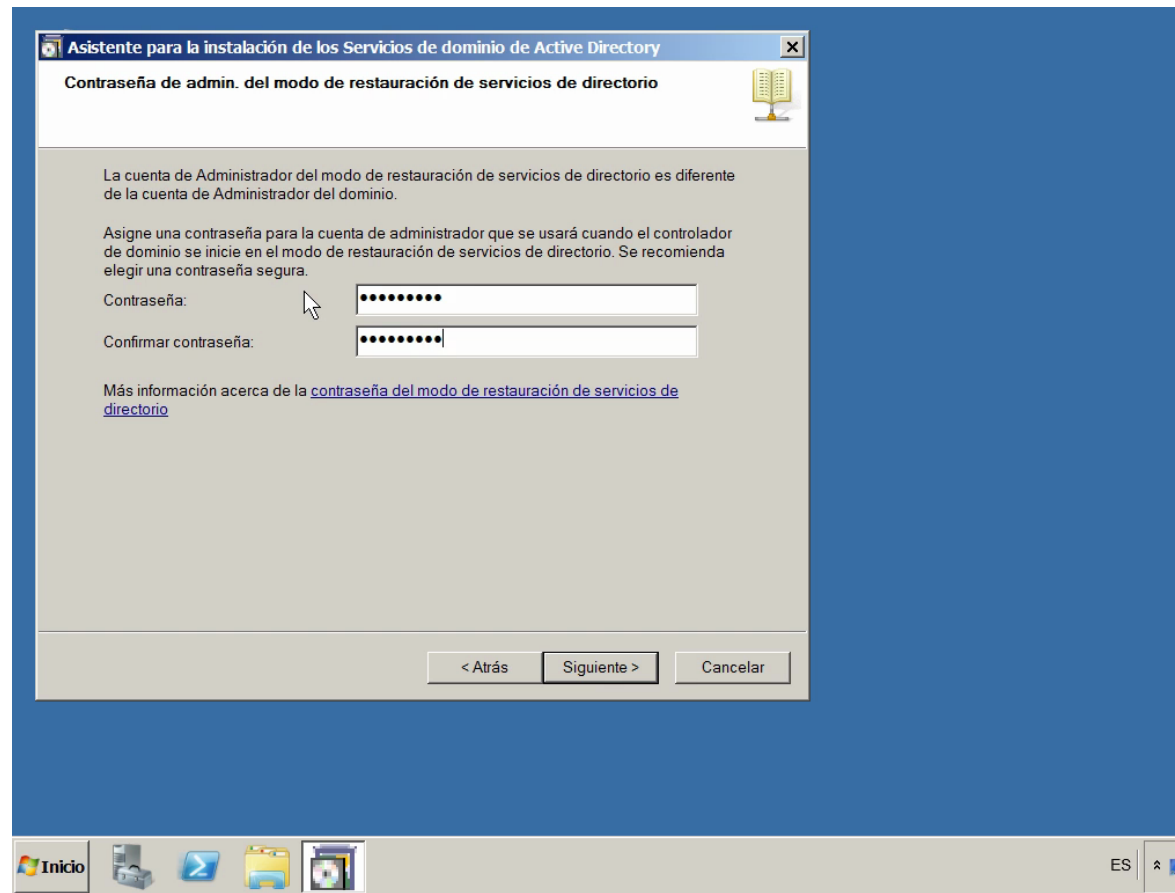 Asistente para la instalación de los Servicios de dominio de Active Directory
Contraseña de admin. del modo de restauración de servicios de directorio
La cuenta de Administrador del modo de restauración de servicios de directorio es diferente
de la cuenta de Administrador del dominio.
Asigne una contraseña para la cuenta de administrador que se usará cuando el controlador
de dominio se inicie en el modo de restauración de servicios de directorio. Se recomienda
elegir una contraseña segura.
Contraseña: •••••••••
Confirmar contraseña: •••••••••
Más información acerca de la contraseña del modo de restauración de servicios de
directorio
< Atrás Siguiente > Cancelar
Inicio ES